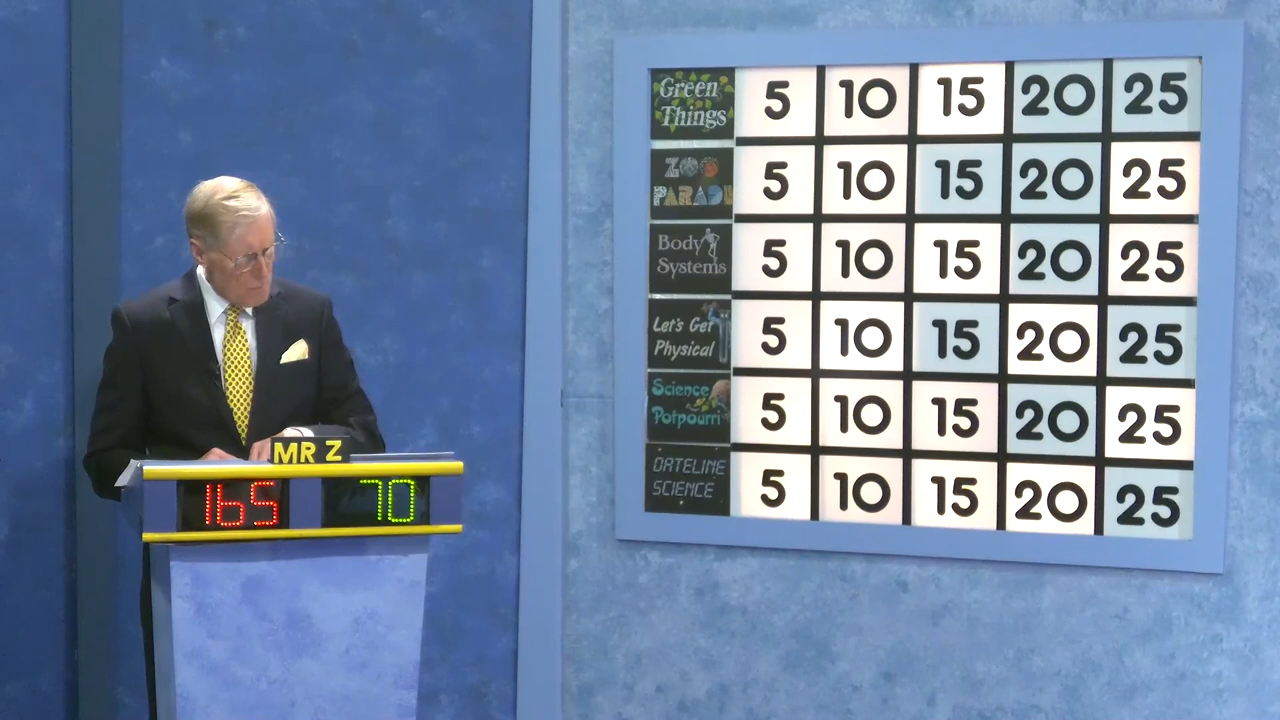 Green
Things
5 10 15 20 25
ZOO
PARADE
5 10 15 20 25
Body
Systems
5 10 15 20 25
Let's Get
Physical
5 10 15 20 25
Science
Potpourri
5 10 15 20 25
DATELINE
SCIENCE
5 10 15 20 25
MR Z
165 70